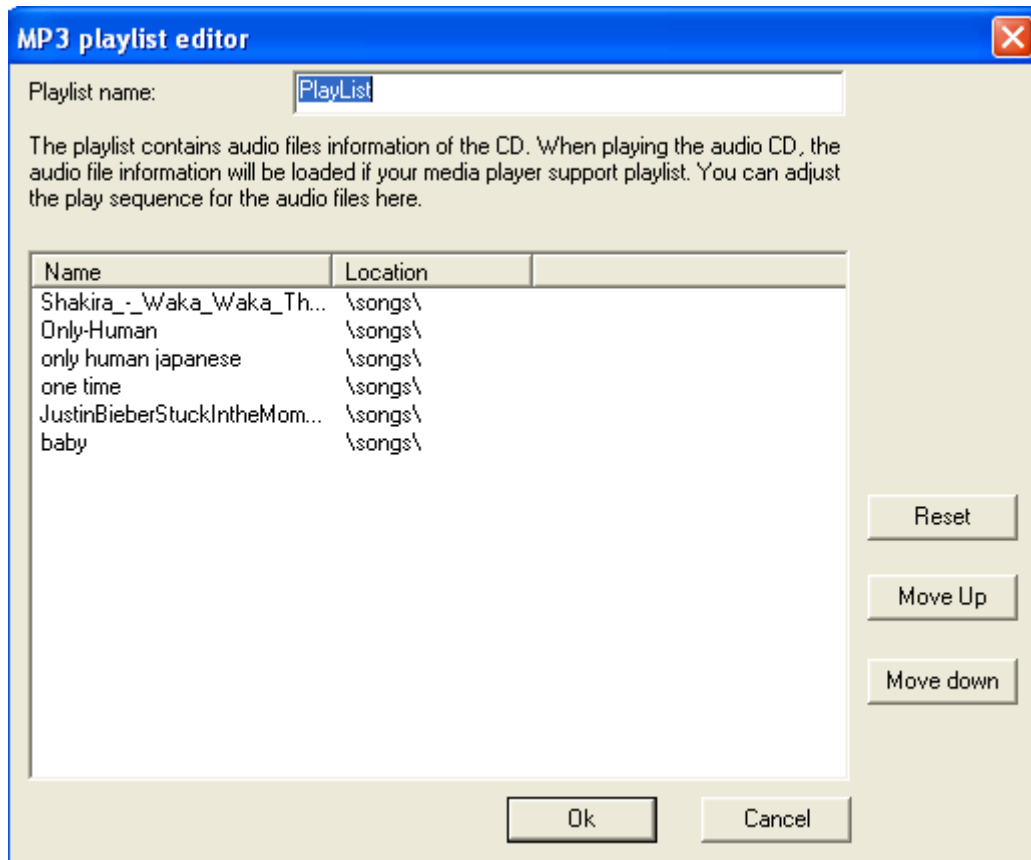 MP3 playlist editor
Playlist name: PlayList
The playlist contains audio files information of the CD. When playing the audio CD, the
audio file information will be loaded if your media player support playlist. You can adjust
the play sequence for the audio files here.
Name Location
Shakira_-_Waka_Waka_Th... \songs\
Only-Human \songs\
only human japanese \songs\
one time \songs\
JustinBieberStuckIntheMom... \songs\
baby \songs\
Reset
Move Up
Move down
Ok Cancel